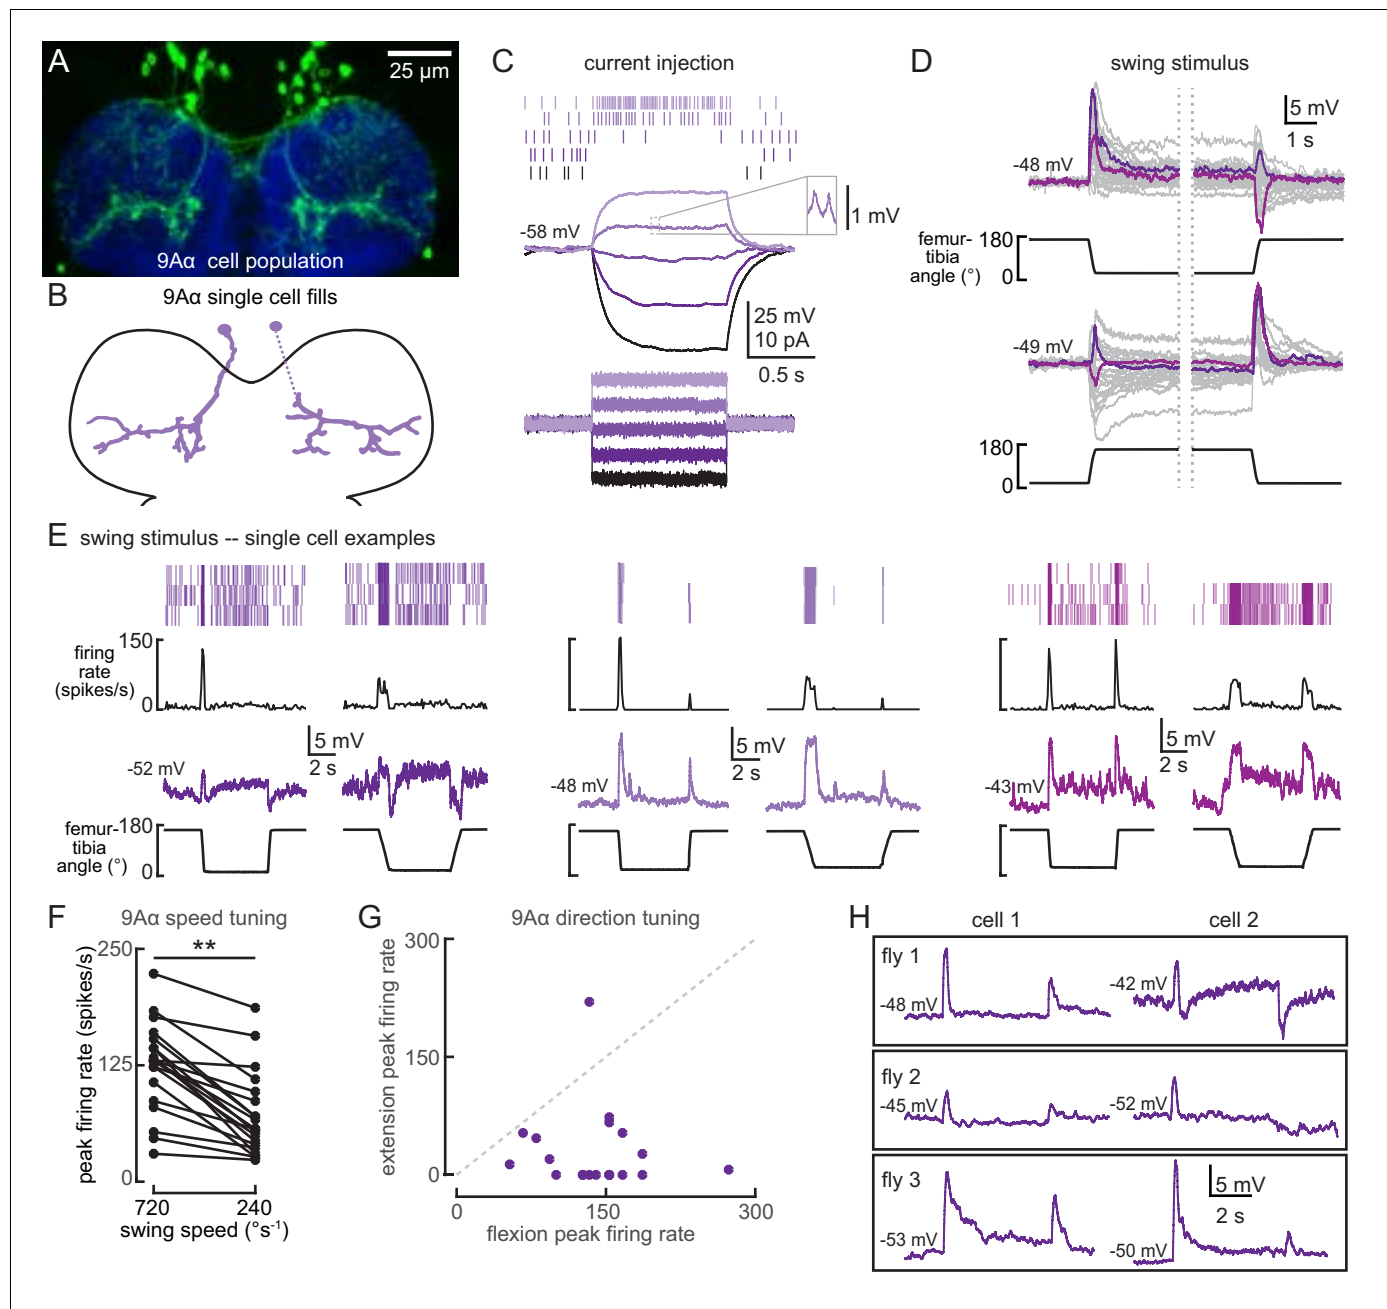 A
25 µm
9Aα cell population
B
9Aα single cell fills
C
current injection
-58 mV
1 mV
25 mV
10 pA
0.5 s
D
swing stimulus
5 mV
1 s
-48 mV
femur-
tibia
angle (°)
180
0
-49 mV
180
0
E
swing stimulus -- single cell examples
150
firing
rate
(spikes/s)
0
5 mV
2 s
-52 mV
femur-
tibia
angle (°)
180
0
5 mV
2 s
-48 mV
5 mV
2 s
-43 mV
F
9Aα speed tuning
**
250
125
0
peak firing rate (spikes/s)
720
240
swing speed (°s-1)
G
9Aα direction tuning
300
150
0
extension peak firing rate
0
150
300
flexion peak firing rate
H
cell 1
cell 2
fly 1
-48 mV
-42 mV
fly 2
-45 mV
-52 mV
fly 3
-53 mV
-50 mV
5 mV
2 s